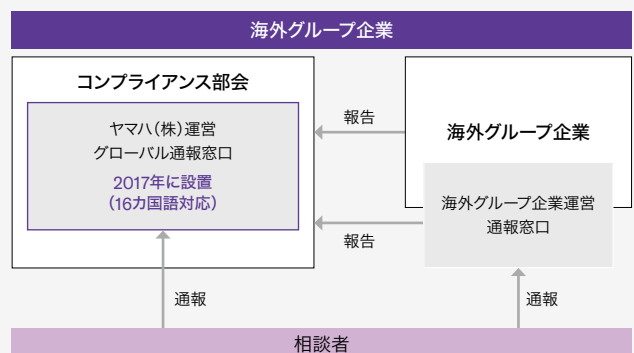 海外グループ企業
コンプライアンス部会
ヤマハ（株）運営
グローバル通報窓口
2017年に設置
（16カ国語対応）
報告
海外グループ企業
海外グループ企業運営
通報窓口
報告
通報
通報
相談者